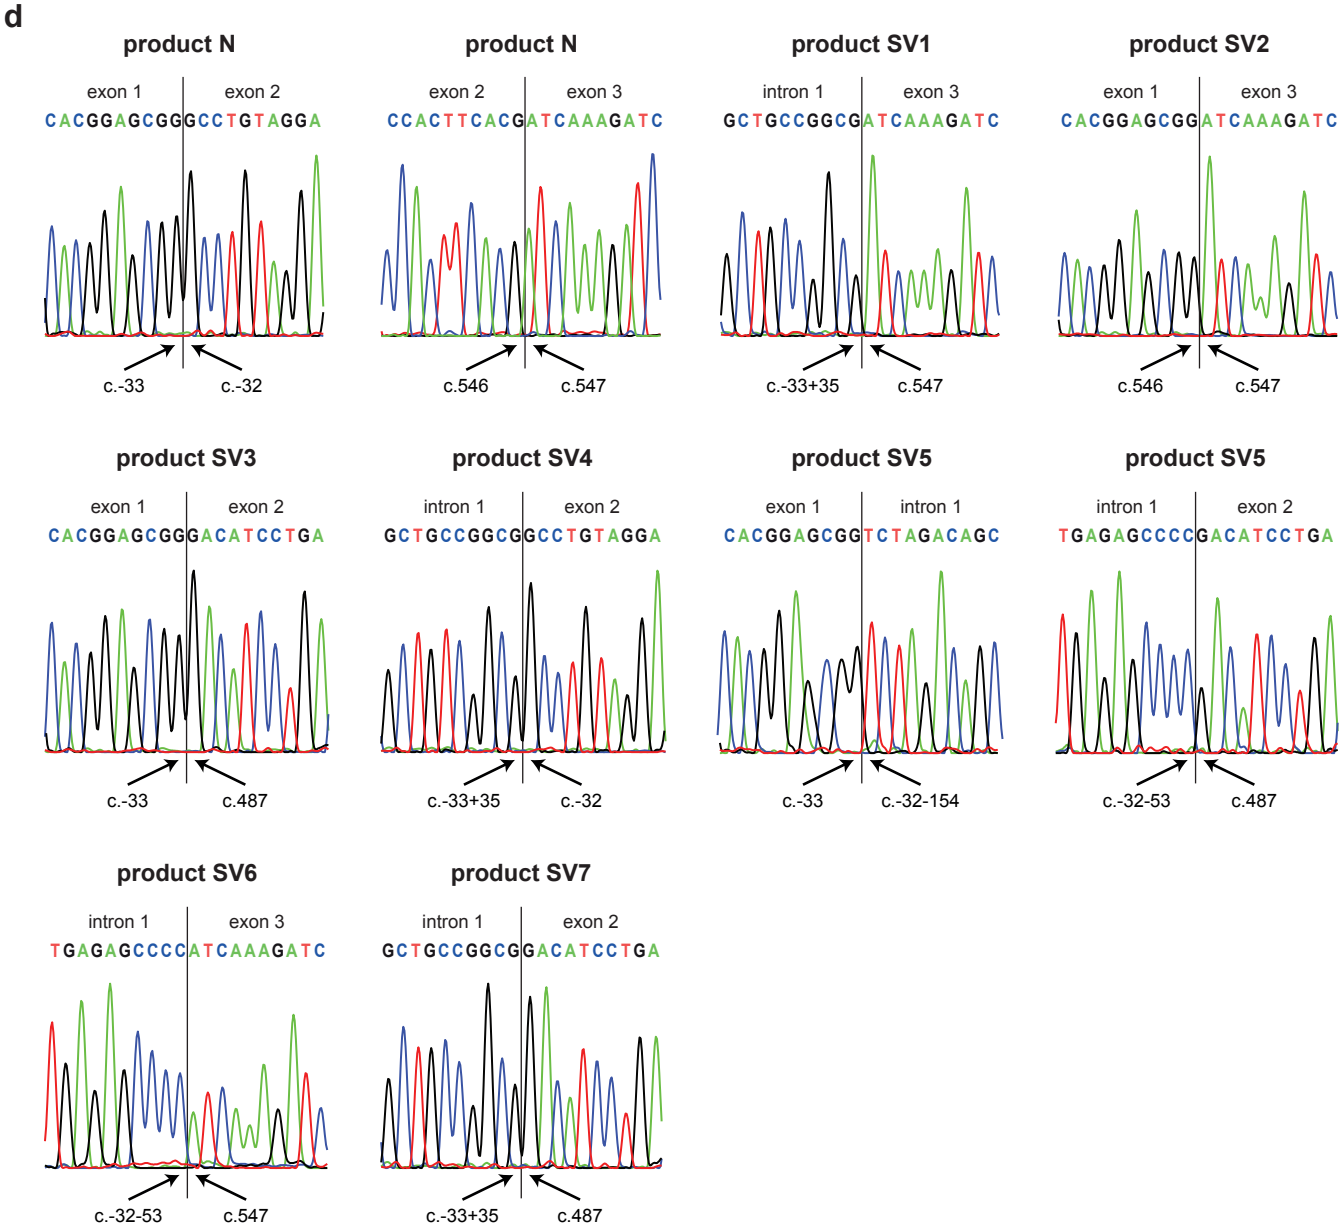 d
product N
product N
product SV1
product SV2
exon 1 exon 2
exon 2 exon 3
intron 1 exon 3
exon 1 exon 3
CACGGAGCGGGCCTGTAGGA
CCACTTCACGATCAAAGATC
GCTGCCGGCGATCAAAGATC
CACGGAGCGGATCAAAGATC
c.-33 c.-32
c.546 c.547
c.-33+35 c.547
c.546 c.547
product SV3
product SV4
product SV5
product SV5
exon 1 exon 2
intron 1 exon 2
exon 1 intron 1
intron 1 exon 2
CACGGAGCGGGACATCCTGA
GCTGCCGGCGGCCTGTAGGA
CACGGAGCGGTCTAGACAGC
TGAGAGCCCCGACATCCTGA
c.-33 c.487
c.-33+35 c.-32
c.-33 c.-32-154
c.-32-53 c.487
product SV6
product SV7
intron 1 exon 3
intron 1 exon 2
TGAGAGCCCCATCAAAGATC
GCTGCCGGCGGACATCCTGA
c.-32-53 c.547
c.-33+35 c.487